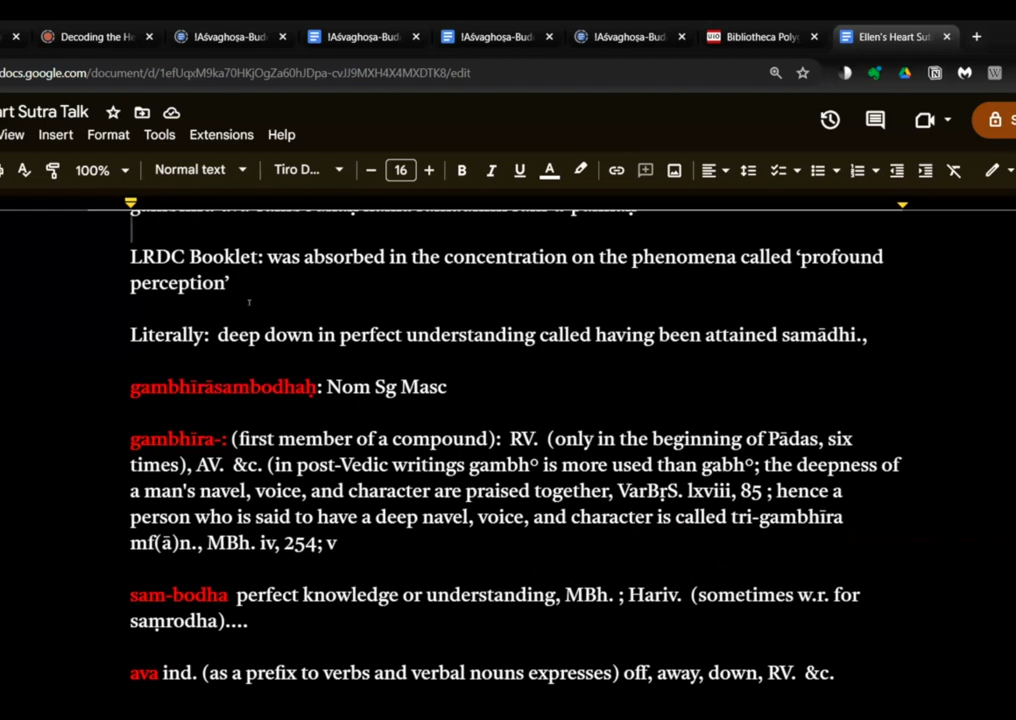 Decoding the He
!Aśvaghoṣa-Bud
!Aśvaghoṣa-Bud
!Aśvaghoṣa-Bud
!Aśvaghoṣa-Bud
UiO Bibliotheca Polyg
Ellen's Heart Sut
docs.google.com/document/d/1efUqxM9ka70HKjOgZa60hJDpa-cvJJ9MXH4X4MXDTK8/edit
rt Sutra Talk
View Insert Format Tools Extensions Help
100% Normal text Tiro D... − 16 + B I U A
LRDC Booklet: was absorbed in the concentration on the phenomena called ‘profound
perception’
Literally: deep down in perfect understanding called having been attained samādhi.,
gambhīrāsambodhaḥ: Nom Sg Masc
gambhīra-: (first member of a compound): RV. (only in the beginning of Pādas, six
times), AV. &c. (in post-Vedic writings gambh° is more used than gabh°; the deepness of
a man's navel, voice, and character are praised together, VarBṛS. lxviii, 85 ; hence a
person who is said to have a deep navel, voice, and character is called tri-gambhīra
mf(ā)n., MBh. iv, 254; v
sam-bodha perfect knowledge or understanding, MBh. ; Hariv. (sometimes w.r. for
saṃrodha)....
ava ind. (as a prefix to verbs and verbal nouns expresses) off, away, down, RV. &c.